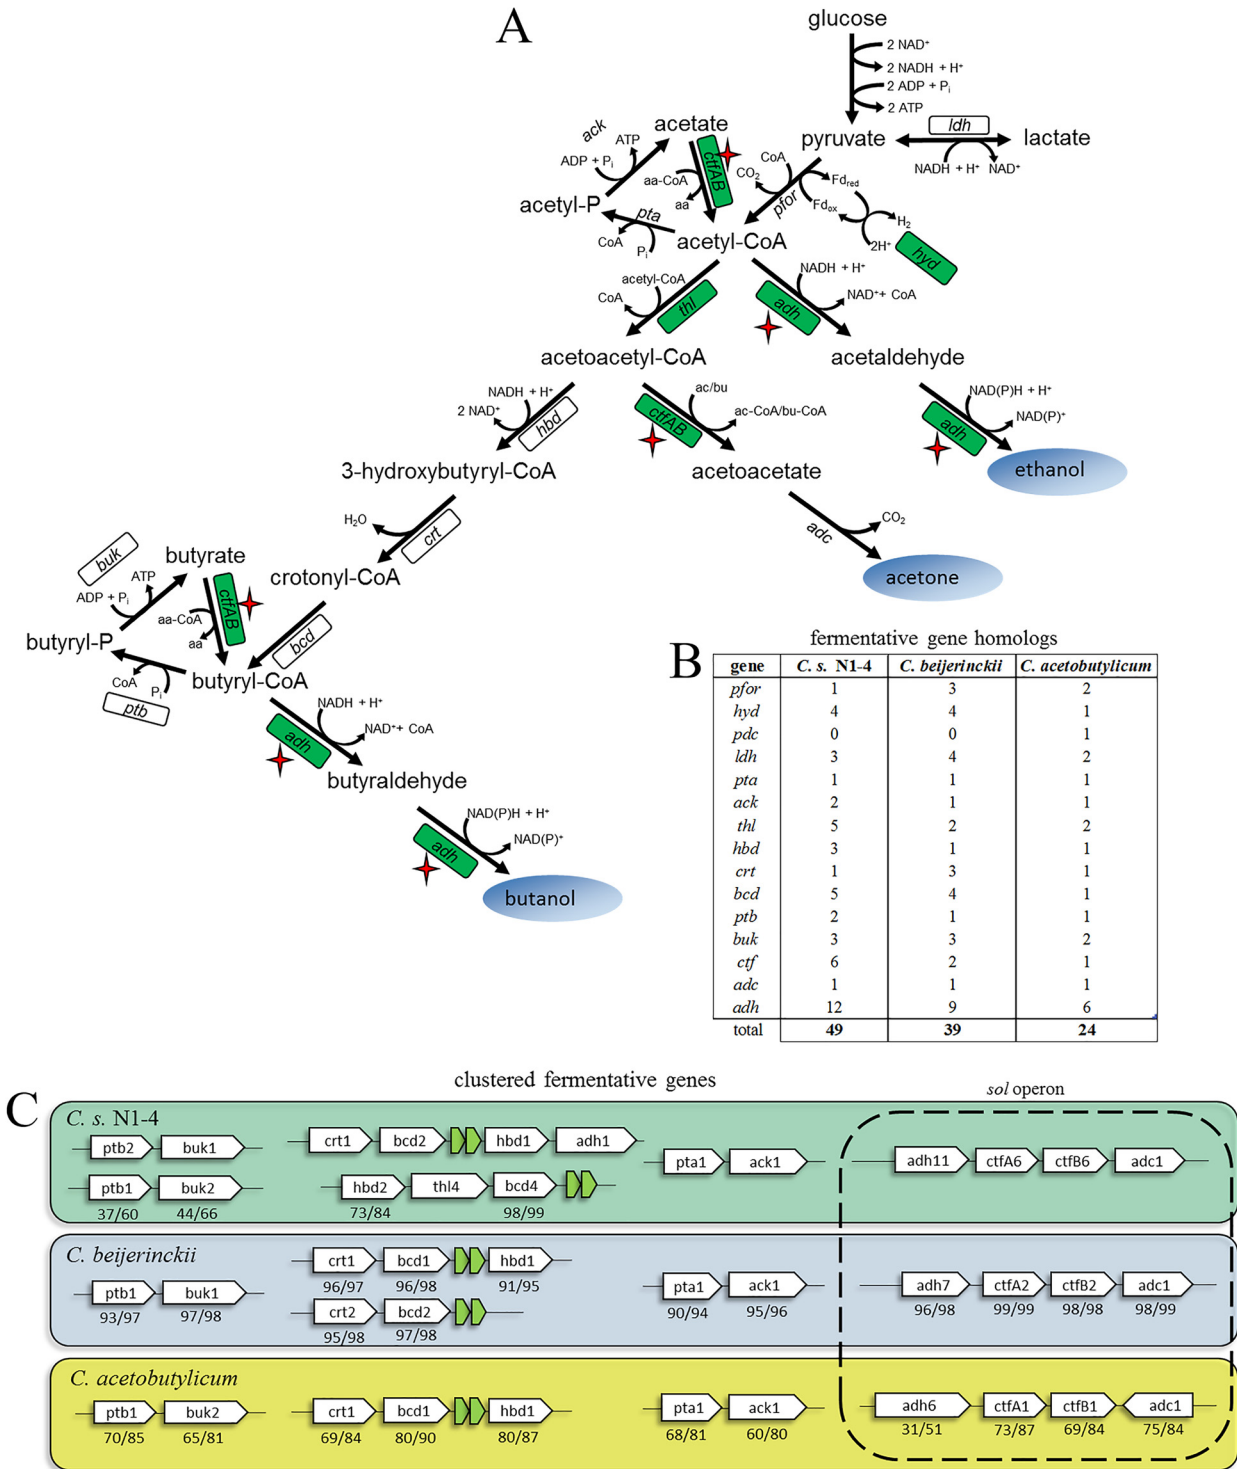 A
glucose
2 NAD⁺
2 NADH + H⁺
2 ADP + Pᵢ
2 ATP
pyruvate
ldh
lactate
NADH + H⁺
NAD⁺
ack
ATP
ADP + Pᵢ
acetate
ctfAB
aa-CoA
aa
acetyl-P
pta
CoA
Pᵢ
CoA
CO₂
pfor
Fd_red
Fd_ox
H₂
2H⁺
hyd
acetyl-CoA
acetyl-CoA
CoA
thl
NADH + H⁺
adh
NAD⁺+ CoA
acetoacetyl-CoA
acetaldehyde
NADH + H⁺
2 NAD⁺
hbd
ac/bu
ctfAB
ac-CoA/bu-CoA
NAD(P)H + H⁺
adh
NAD(P)⁺
3-hydroxybutyryl-CoA
acetoacetate
ethanol
H₂O
crt
adc
CO₂
acetone
buk
ATP
ADP + Pᵢ
butyrate
ctfAB
aa-CoA
aa
crotonyl-CoA
bcd
butyryl-P
CoA
Pᵢ
ptb
butyryl-CoA
NADH + H⁺
adh
NAD⁺+ CoA
butyraldehyde
NAD(P)H + H⁺
adh
NAD(P)⁺
butanol
B
fermentative gene homologs
gene C. s. N1-4 C. beijerinckii C. acetobutylicum
pfor 1 3 2
hyd 4 4 1
pdc 0 0 1
ldh 3 4 2
pta 1 1 1
ack 2 1 1
thl 5 2 2
hbd 3 1 1
crt 1 3 1
bcd 5 4 1
ptb 2 1 1
buk 3 3 2
ctf 6 2 1
adc 1 1 1
adh 12 9 6
total 49 39 24
C
clustered fermentative genes
sol operon
C. s. N1-4
ptb2 buk1 crt1 bcd2 hbd1 adh1 pta1 ack1 adh11 ctfA6 ctfB6 adc1
ptb1 buk2 hbd2 thl4 bcd4
37/60 44/66 73/84 98/99
C. beijerinckii
crt1 bcd1 hbd1
96/97 96/98 91/95
ptb1 buk1 pta1 ack1 adh7 ctfA2 ctfB2 adc1
93/97 97/98 90/94 95/96 96/98 99/99 98/98 98/99
crt2 bcd2
95/98 97/98
C. acetobutylicum
ptb1 buk2 crt1 bcd1 hbd1 pta1 ack1 adh6 ctfA1 ctfB1 adc1
70/85 65/81 69/84 80/90 80/87 68/81 60/80 31/51 73/87 69/84 75/84